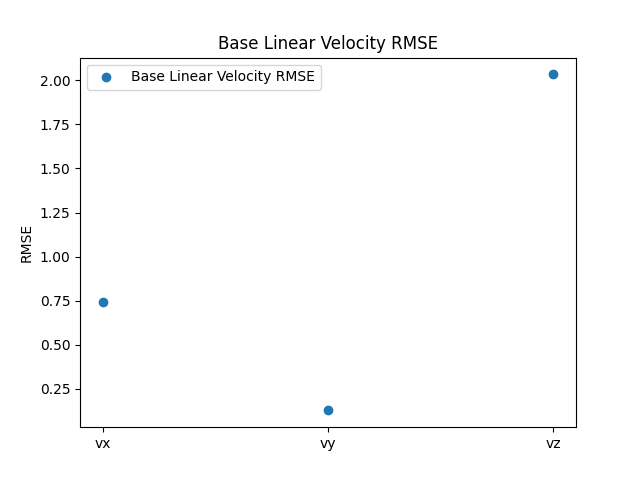 Base Linear Velocity RMSE
Base Linear Velocity RMSE
2.00
1.75
1.50
1.25
1.00
0.75
0.50
0.25
RMSE
vx
vy
vz